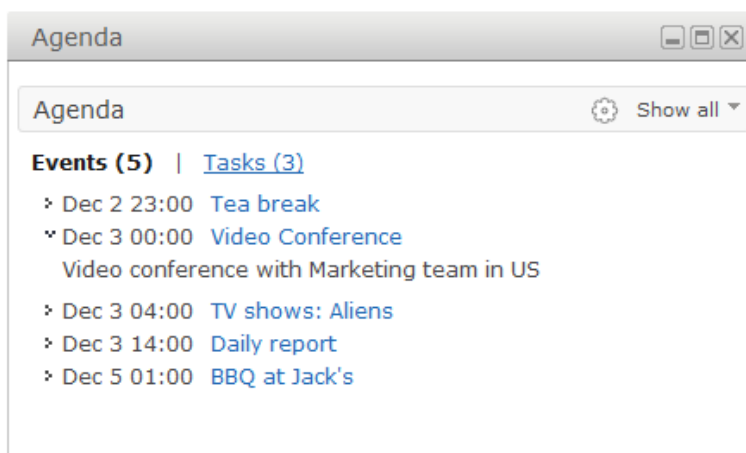 Agenda
Agenda Show all
Events (5) | Tasks (3)
Dec 2 23:00 Tea break
Dec 3 00:00 Video Conference
Video conference with Marketing team in US
Dec 3 04:00 TV shows: Aliens
Dec 3 14:00 Daily report
Dec 5 01:00 BBQ at Jack's